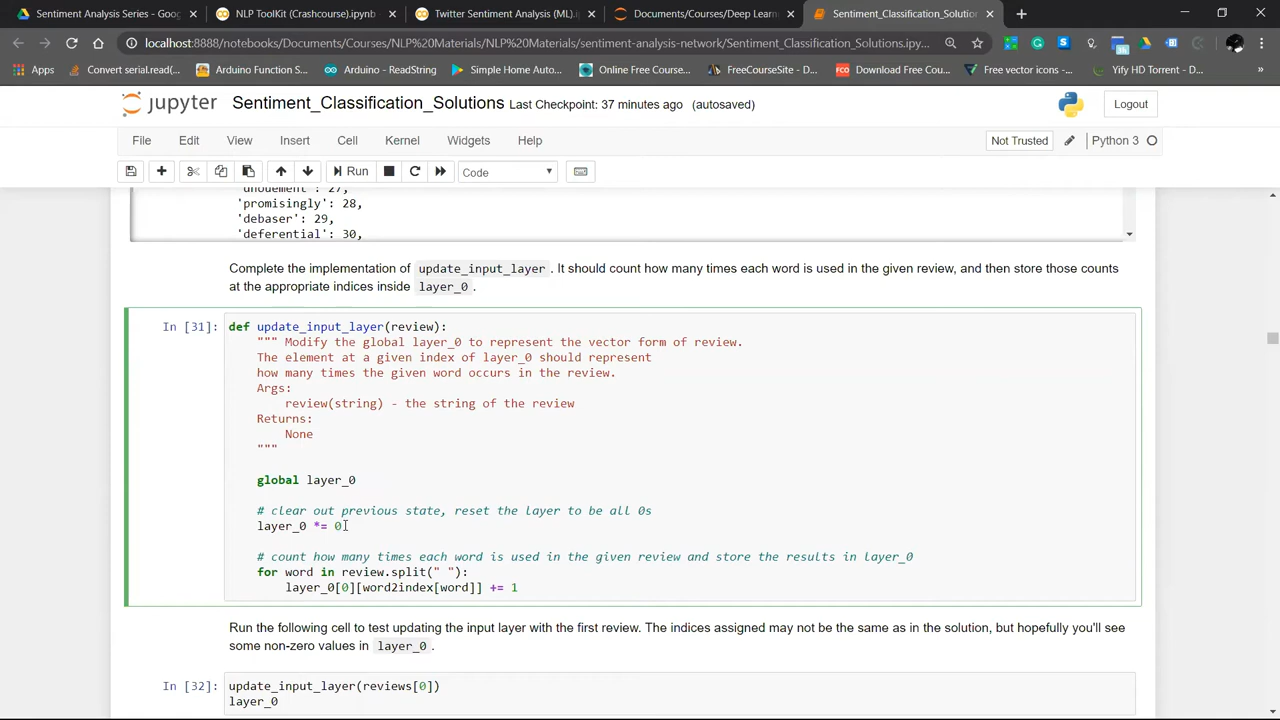 Sentiment Analysis Series - Goog
NLP ToolKit (Crashcourse).ipynb
Twitter Sentiment Analysis (ML).i
Documents/Courses/Deep Learn
Sentiment_Classification_Solution
localhost:8888/notebooks/Documents/Courses/NLP%20Materials/NLP%20Materials/sentiment-analysis-network/Sentiment_Classification_Solutions.ipy...
Apps
Convert serial.read(...
Arduino Function S...
Arduino - ReadString
Simple Home Auto...
Online Free Course...
FreeCourseSite - D...
Download Free Cou...
Free vector icons -...
Yify HD Torrent - D...
jupyter Sentiment_Classification_Solutions Last Checkpoint: 37 minutes ago (autosaved)
Logout
File Edit View Insert Cell Kernel Widgets Help
Not Trusted
Python 3
Run
Code
'promisingly': 28,
'debaser': 29,
'deferential': 30,
Complete the implementation of update_input_layer. It should count how many times each word is used in the given review, and then store those counts
at the appropriate indices inside layer_0.
In [31]: def update_input_layer(review):
""" Modify the global layer_0 to represent the vector form of review.
The element at a given index of layer_0 should represent
how many times the given word occurs in the review.
Args:
review(string) - the string of the review
Returns:
None
"""
global layer_0
# clear out previous state, reset the layer to be all 0s
layer_0 *= 0
# count how many times each word is used in the given review and store the results in layer_0
for word in review.split(" "):
layer_0[0][word2index[word]] += 1
Run the following cell to test updating the input layer with the first review. The indices assigned may not be the same as in the solution, but hopefully you'll see
some non-zero values in layer_0.
In [32]: update_input_layer(reviews[0])
layer_0